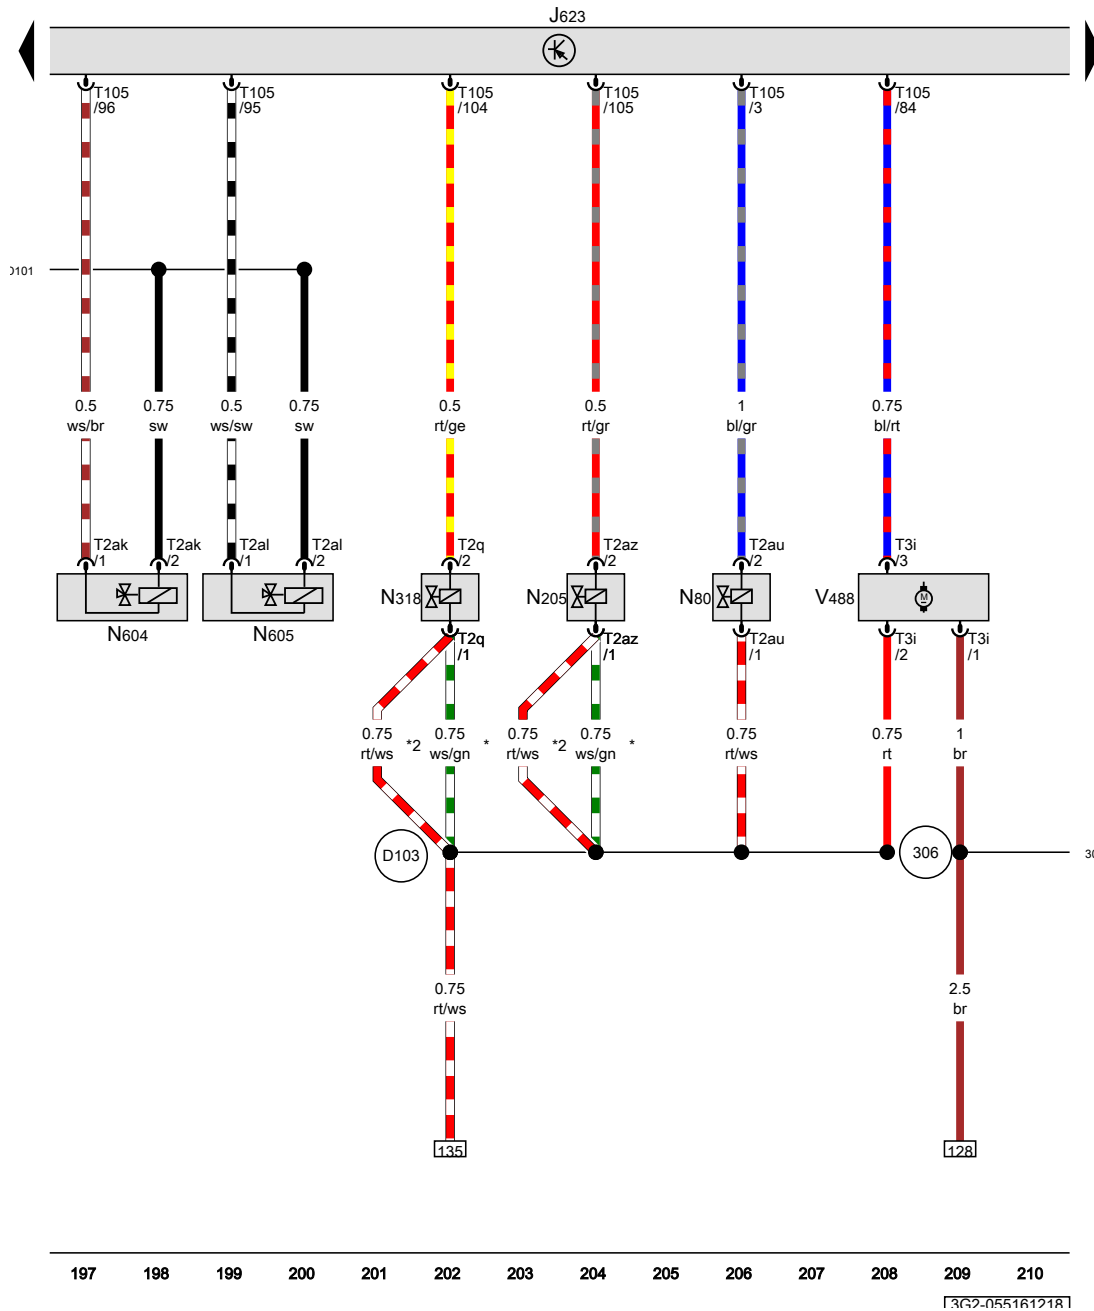 J623
T105
/96
T105
/95
T105
/104
T105
/105
T105
/3
T105
/84
0.5
ws/br
0.75
sw
0.5
ws/sw
0.75
sw
0.5
rt/ge
0.5
rt/gr
1
bl/gr
0.75
bl/rt
T2ak
/1
T2ak
/2
T2al
/1
T2al
/2
T2q
/2
T2az
/2
T2au
/2
T3i
/3
N604
N605
N318
N205
N80
V488
M
T2q
/1
T2az
/1
T2au
/1
T3i
/2
T3i
/1
0.75
rt/ws
*2
0.75
ws/gn
*
0.75
rt/ws
*2
0.75
ws/gn
*
0.75
rt/ws
0.75
rt
1
br
D103
306
0.75
rt/ws
2.5
br
135
128
197 198 199 200 201 202 203 204 205 206 207 208 209 210
3G2-055161218